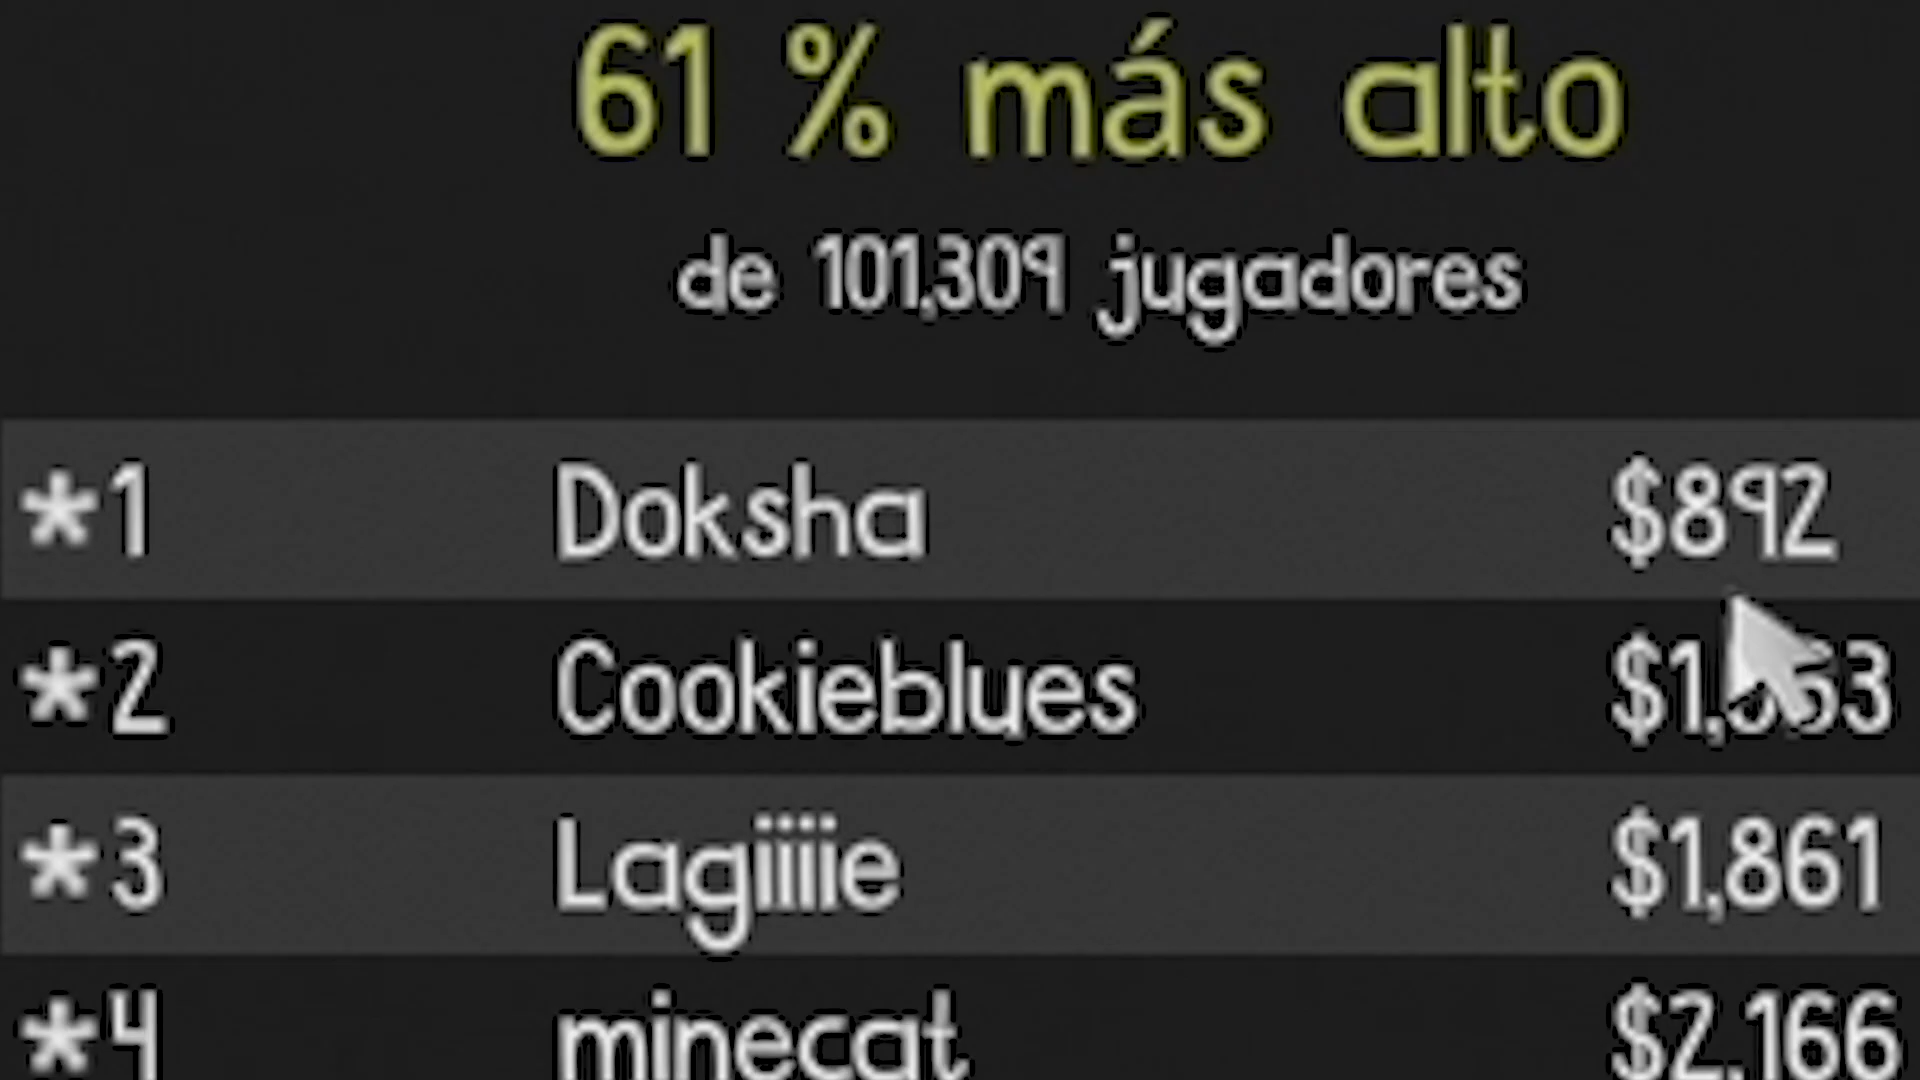 61 % más alto
de 101,309 jugadores
*1 Doksha $892
*2 Cookieblues
*3 Lagiiiie $1,861
*4 minecat $2,166